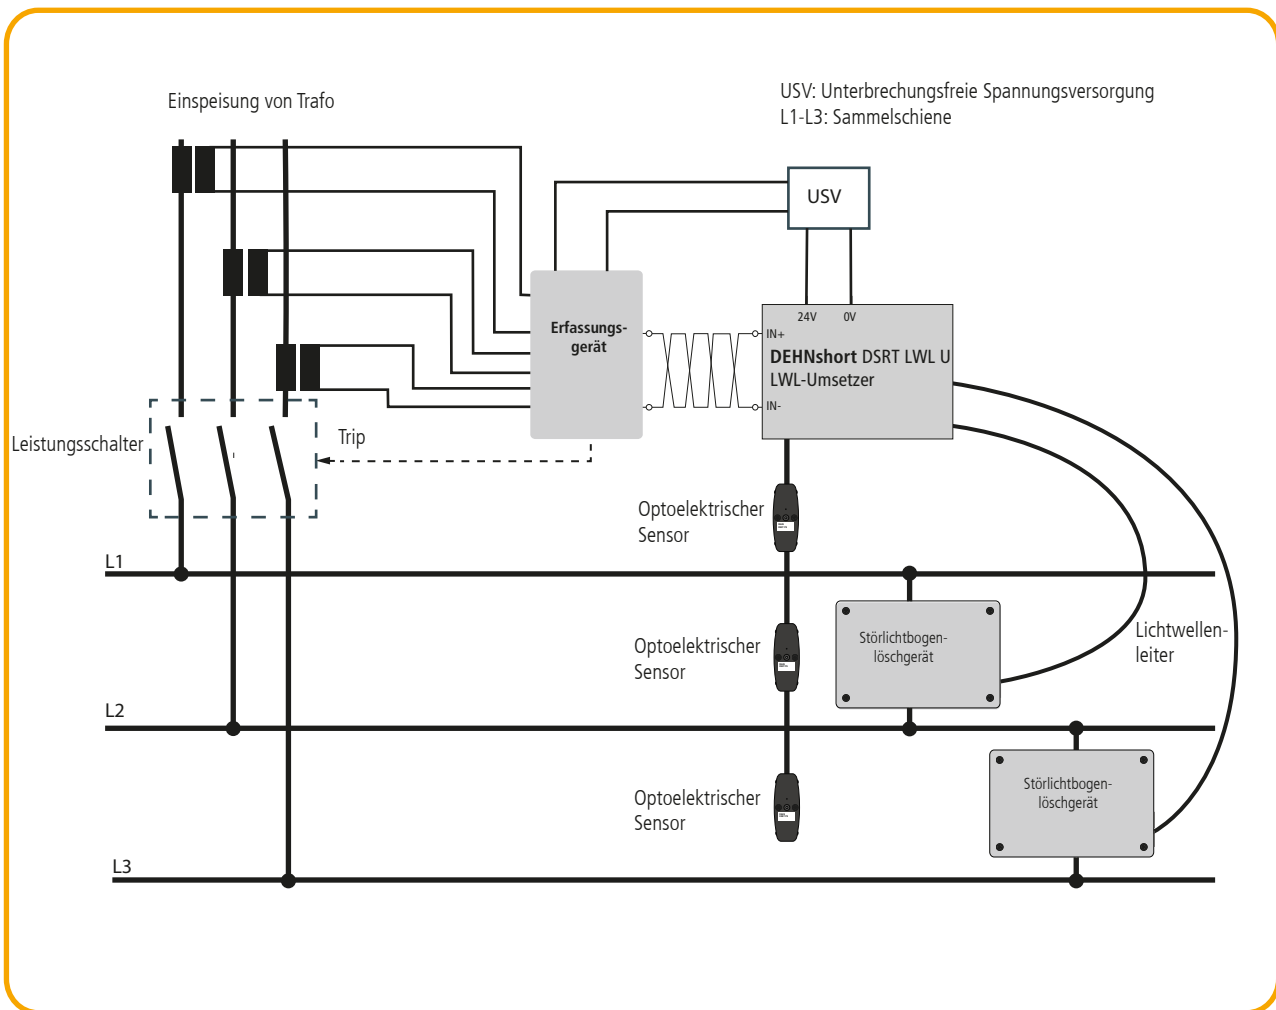 Einspeisung von Trafo
USV: Unterbrechungsfreie Spannungsversorgung
L1-L3: Sammelschiene
USV
24V
0V
Erfassungs-
gerät
IN+
DEHNshort DSRT LWL U
LWL-Umsetzer
IN-
Leistungsschalter
Trip
Optoelektrischer
Sensor
L1
Störlichtbogen-
löschgerät
Lichtwellen-
leiter
Optoelektrischer
Sensor
L2
Störlichtbogen-
löschgerät
Optoelektrischer
Sensor
L3